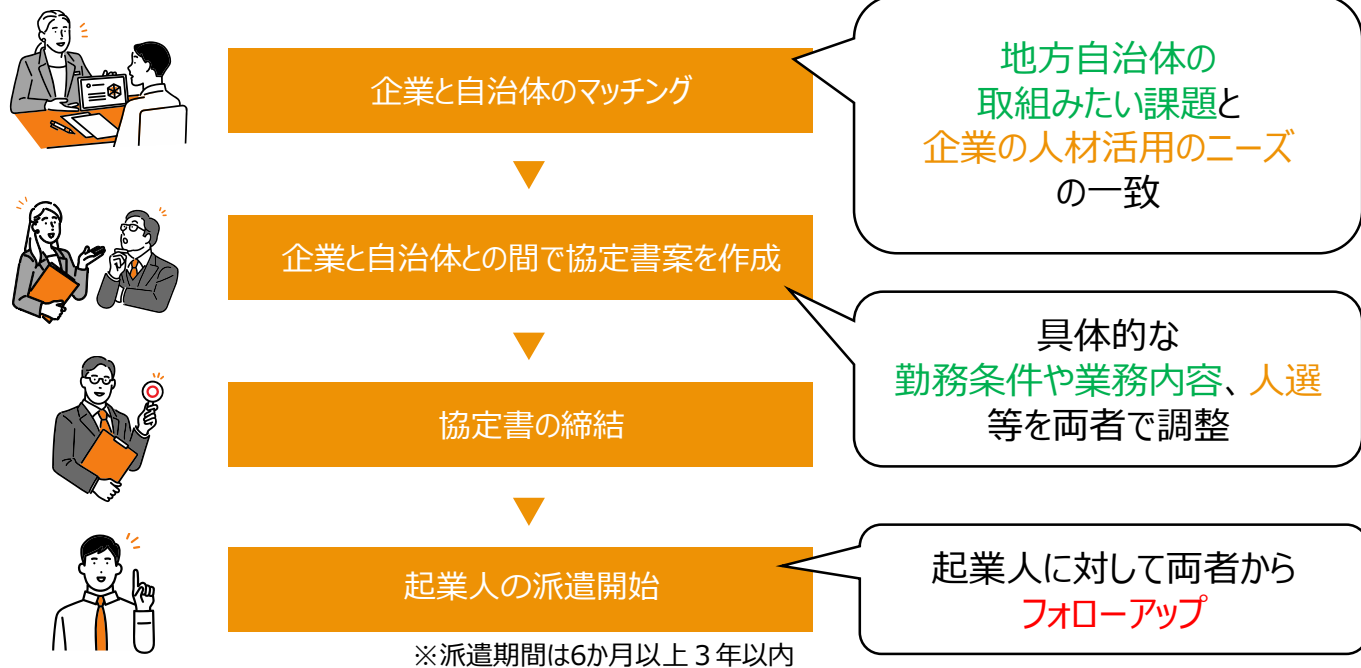 企業と自治体のマッチング
地方自治体の
取組みたい課題と
企業の人材活用のニーズ
の一致
企業と自治体との間で協定書案を作成
具体的な
勤務条件や業務内容、人選
等を両者で調整
協定書の締結
起業人の派遣開始
起業人に対して両者から
フォローアップ
※派遣期間は6か月以上３年以内